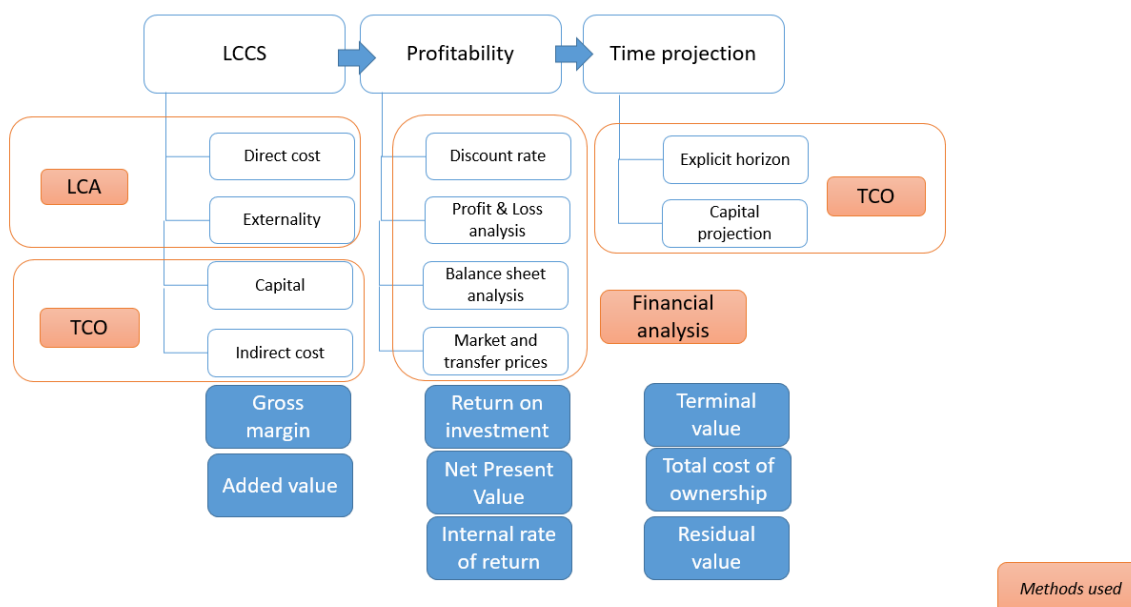 LCCS
Profitability
Time projection
LCA
Direct cost
Externality
TCO
Capital
Indirect cost
Discount rate
Profit & Loss
analysis
Balance sheet
analysis
Market and
transfer prices
Financial
analysis
Explicit horizon
Capital
projection
TCO
Gross
margin
Added value
Return on
investment
Net Present
Value
Internal rate
of return
Terminal
value
Total cost of
ownership
Residual
value
Methods used